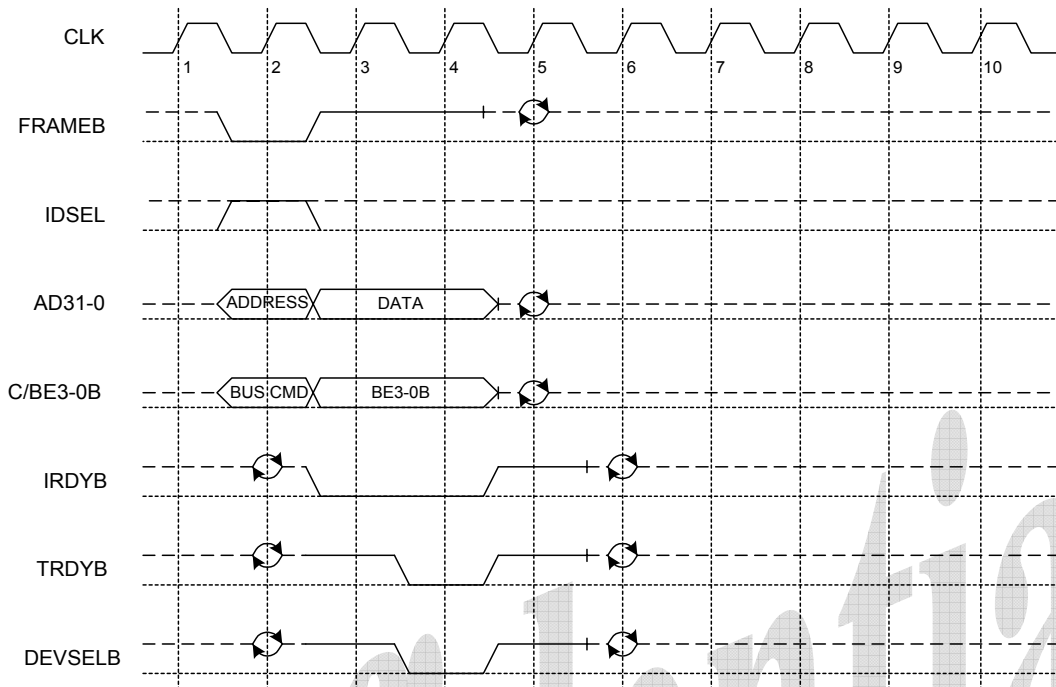 CLK
1 2 3 4 5 6 7 8 9 10
FRAMEB
IDSEL
AD31-0 ADDRESS DATA
C/BE3-0B BUS CMD BE3-0B
IRDYB
TRDYB
DEVSELB